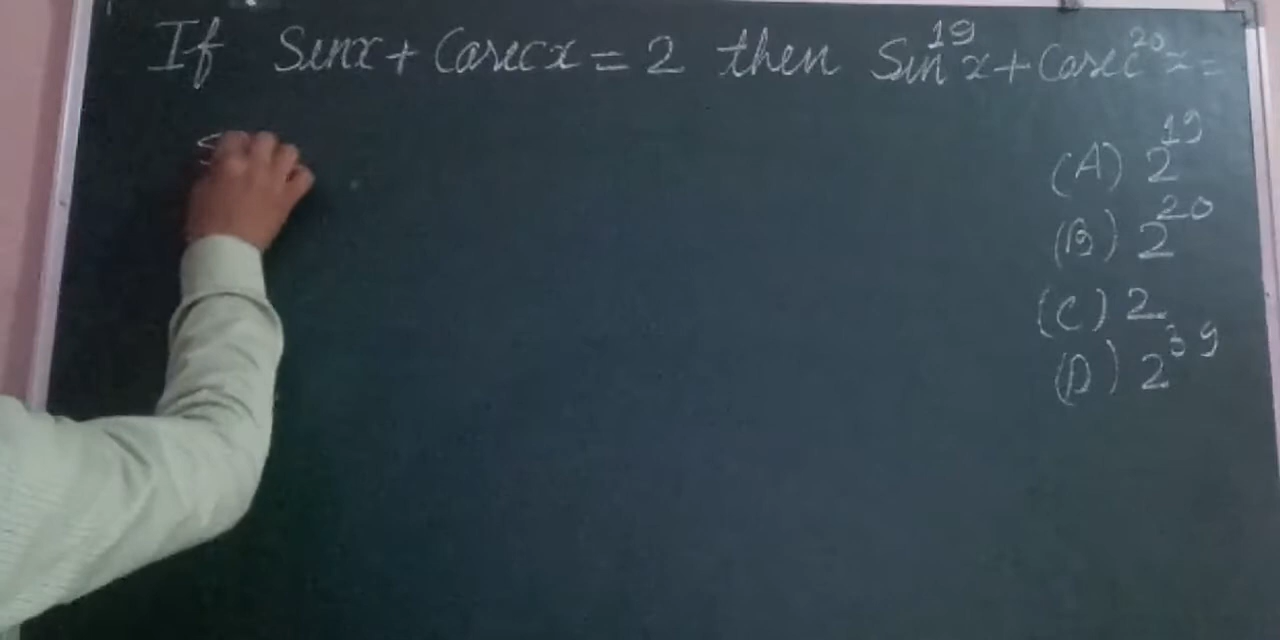 If Sinx + Cosecx = 2 then Sin¹⁹x + Cosec²⁰x =
S
(A) 2¹⁹
(B) 2²⁰
(C) 2
(D) 2³⁹